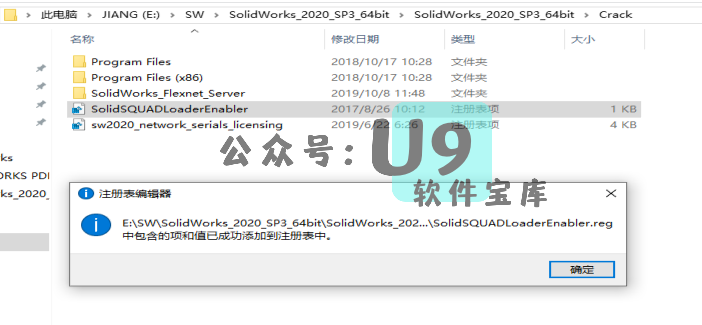 此电脑 > JIANG (E:) > SW > SolidWorks_2020_SP3_64bit > SolidWorks_2020_SP3_64bit > Crack
名称 修改日期 类型 大小
Program Files 2018/10/17 10:28 文件夹
Program Files (x86) 2018/10/17 10:28 文件夹
SolidWorks_Flexnet_Server 2019/10/8 11:48 文件夹
SolidSQUADLoaderEnabler 2017/8/26 10:12 注册表项 1 KB
sw2020_network_serials_licensing 2019/6/22 6:26 注册表项 4 KB
公众号:U9
软件宝库
ks
ORKS PDI
ks_2020_
注册表编辑器
E:\SW\SolidWorks_2020_SP3_64bit\SolidWorks_202...\SolidSQUADLoaderEnabler.reg
中包含的项和值已成功添加到注册表中。
确定